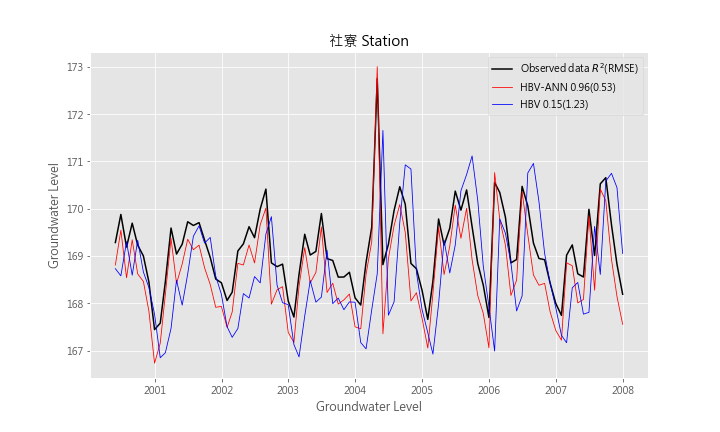 社寮 Station
Observed data R²(RMSE)
HBV-ANN 0.96(0.53)
HBV 0.15(1.23)
Groundwater Level
173
172
171
170
169
168
167
2001 2002 2003 2004 2005 2006 2007 2008
Groundwater Level